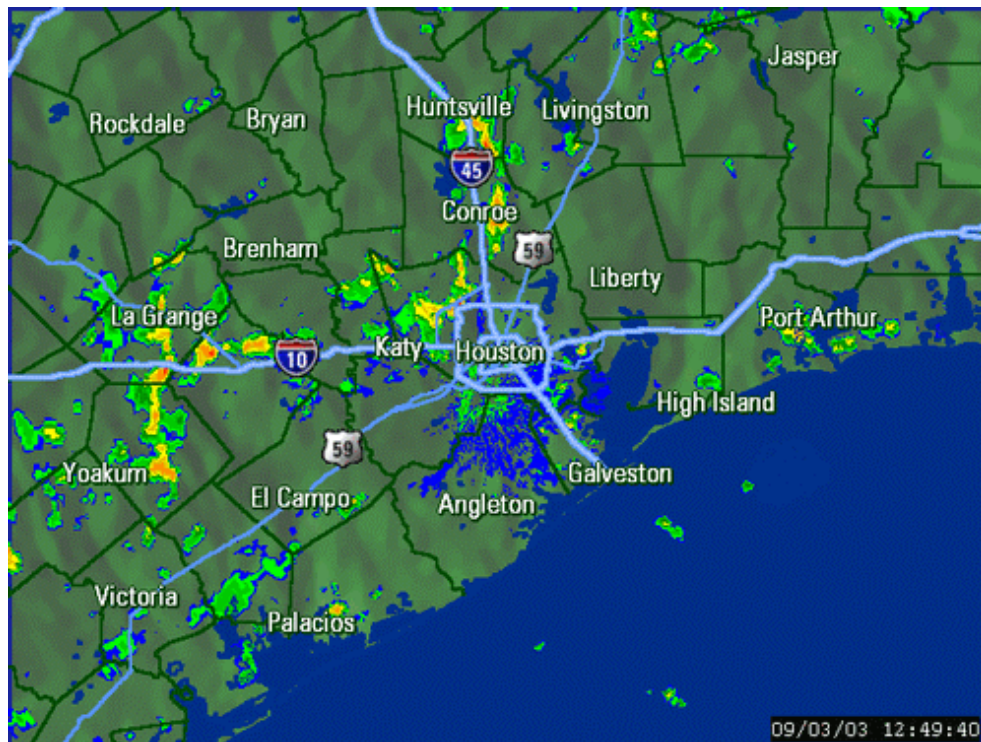 Jasper
Huntsville
Livingston
Rockdale
Bryan
45
Conroe
Brenham
59
Liberty
La Grange
Port Arthur
10
Katy
Houston
High Island
59
Yoakum
Galveston
El Campo
Angleton
Victoria
Palacios
09/03/03 12:49:40